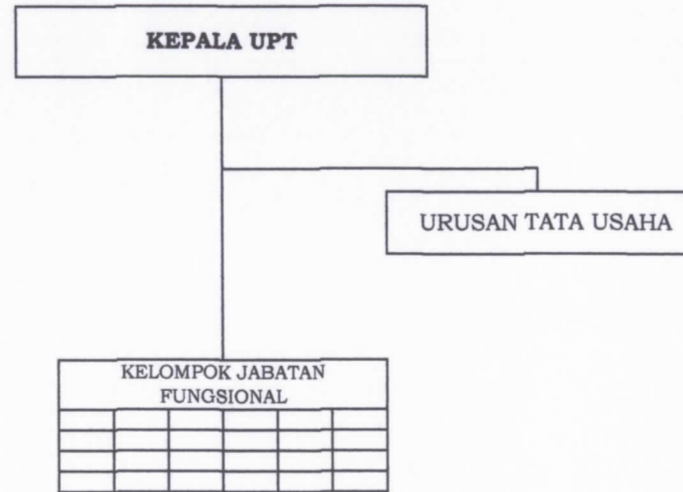 KEPALA UPT
URUSAN TATA USAHA
KELOMPOK JABATAN
FUNGSIONAL